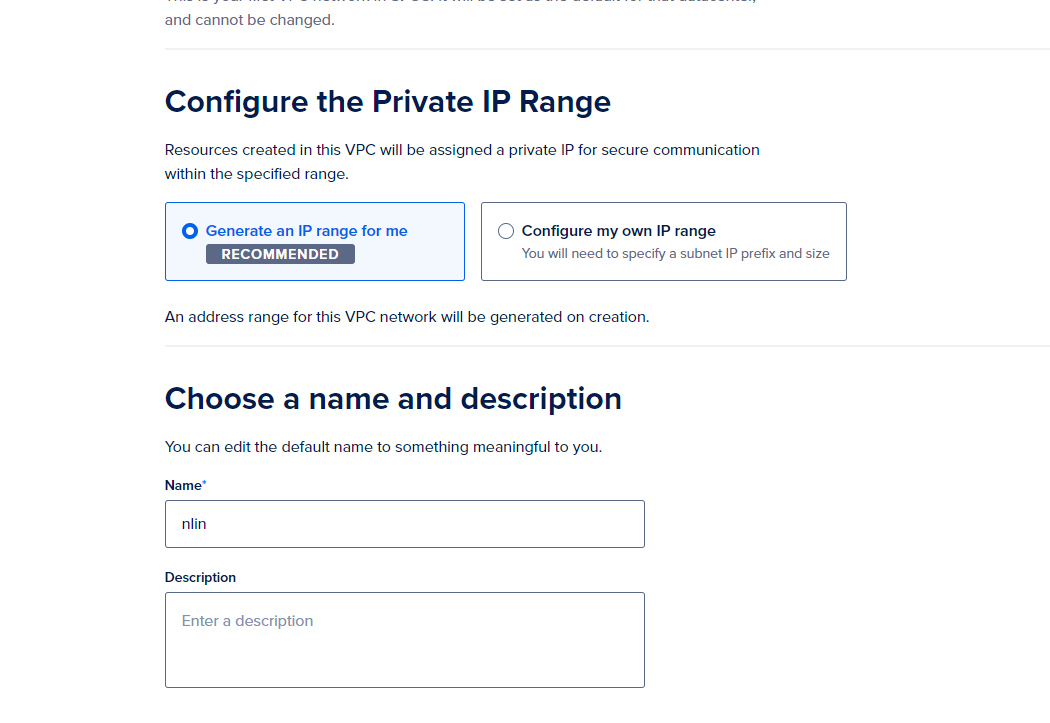 and cannot be changed.
Configure the Private IP Range
Resources created in this VPC will be assigned a private IP for secure communication
within the specified range.
Generate an IP range for me
RECOMMENDED
Configure my own IP range
You will need to specify a subnet IP prefix and size
An address range for this VPC network will be generated on creation.
Choose a name and description
You can edit the default name to something meaningful to you.
Name*
nlin
Description
Enter a description